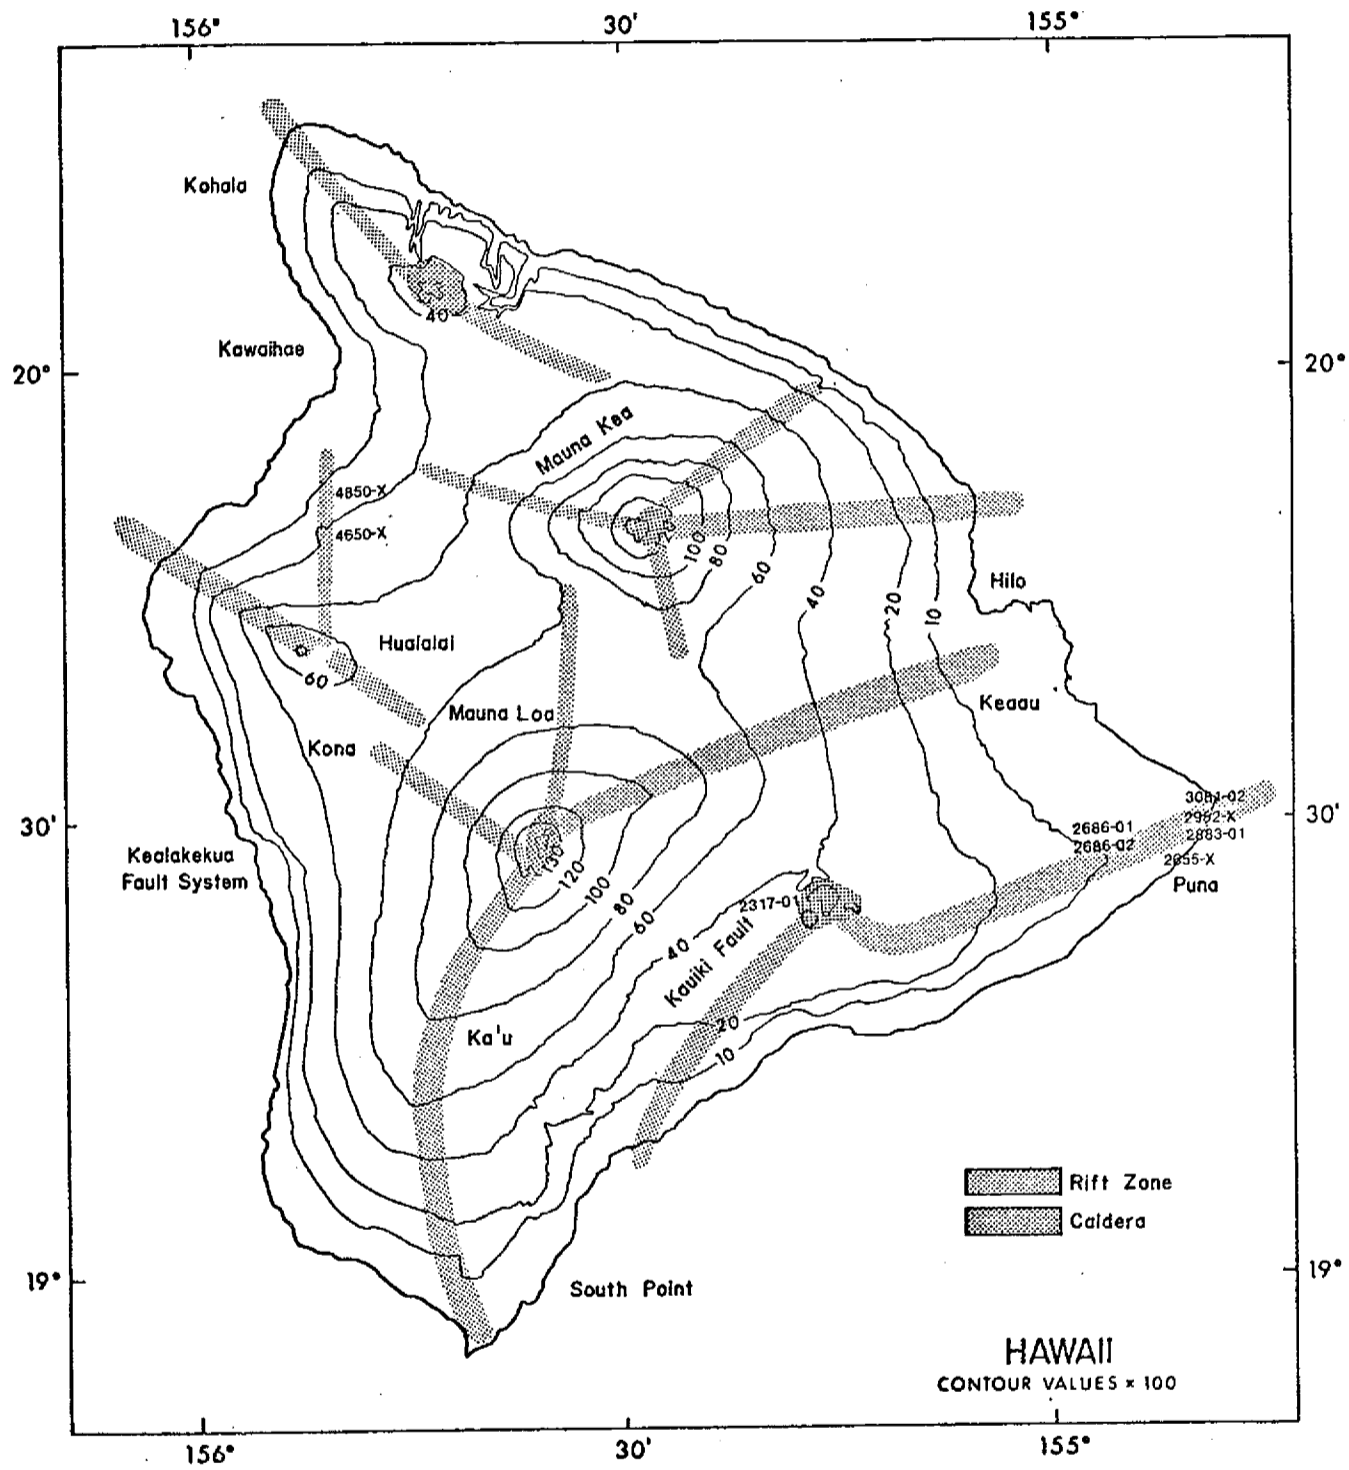 156°
30'
155°
Kohala
40
Kawaihae
20°
20°
Mauna Kea
4850-X
4650-X
100
80
60
40
20
10
Hilo
Hualalai
60
Mauna Loa
Keaau
Kona
30'
30'
3081-02
2982-X
2883-01
2686-01
2686-02
2655-X
Puna
Kealakekua
Fault System
130
120
100
80
60
40
2317-01
Kauiki Fault
20
10
Ka'u
Rift Zone
Caldera
19°
19°
South Point
HAWAII
CONTOUR VALUES × 100
156°
30'
155°